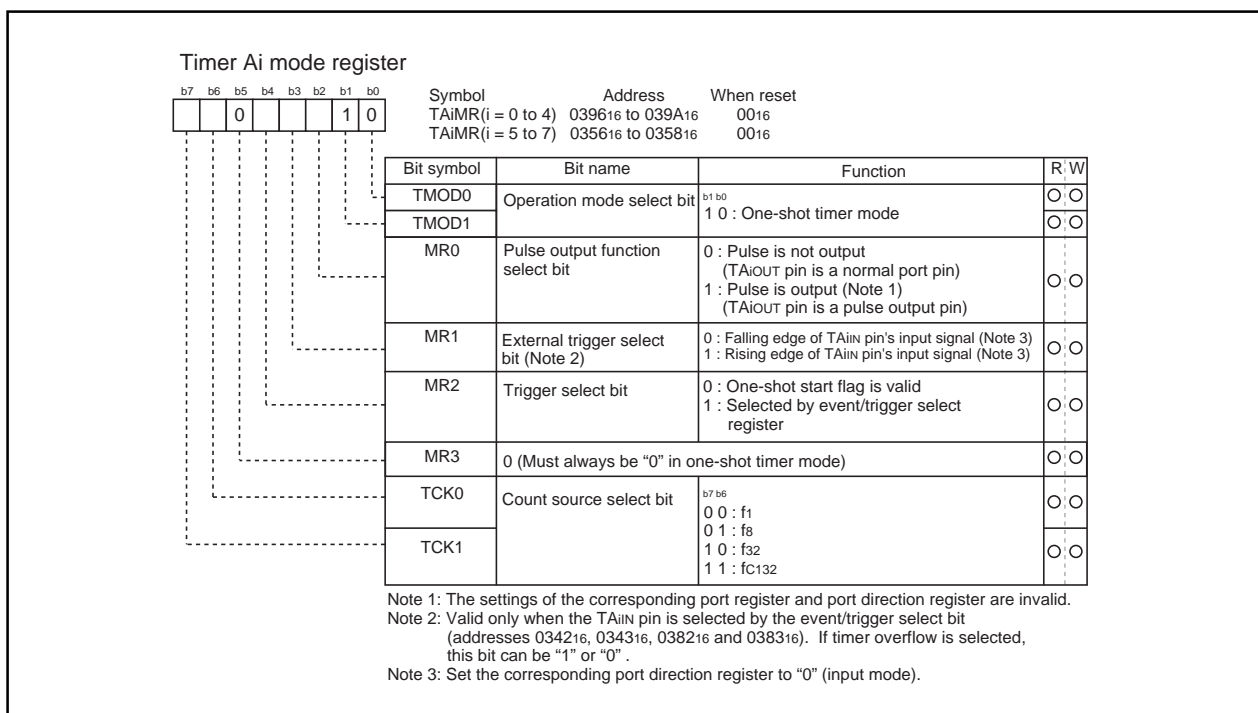 Timer Ai mode register
b7 b6 b5 b4 b3 b2 b1 b0
0 1 0
Symbol Address When reset
TAiMR(i = 0 to 4) 039616 to 039A16 0016
TAiMR(i = 5 to 7) 035616 to 035816 0016
Bit symbol Bit name Function R W
TMOD0 Operation mode select bit b1 b0
TMOD1 1 0 : One-shot timer mode
MR0 Pulse output function select bit 0 : Pulse is not output
(TAiOUT pin is a normal port pin)
1 : Pulse is output (Note 1)
(TAiOUT pin is a pulse output pin)
MR1 External trigger select bit (Note 2) 0 : Falling edge of TAiIN pin's input signal (Note 3)
1 : Rising edge of TAiIN pin's input signal (Note 3)
MR2 Trigger select bit 0 : One-shot start flag is valid
1 : Selected by event/trigger select
register
MR3 0 (Must always be “0” in one-shot timer mode)
TCK0 Count source select bit b7 b6
0 0 : f1
0 1 : f8
TCK1 1 0 : f32
1 1 : fC132
Note 1: The settings of the corresponding port register and port direction register are invalid.
Note 2: Valid only when the TAiIN pin is selected by the event/trigger select bit
(addresses 034216, 034316, 038216 and 038316). If timer overflow is selected,
this bit can be “1” or “0” .
Note 3: Set the corresponding port direction register to “0” (input mode).